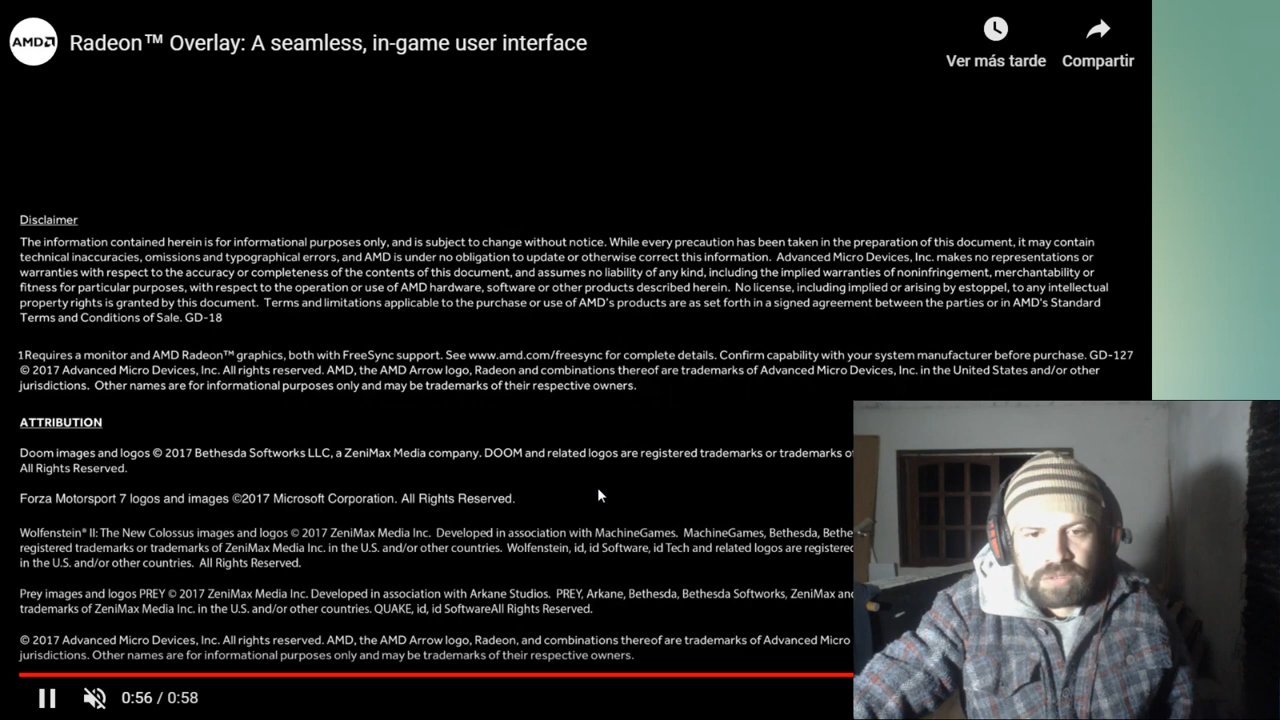 AMD
Radeon™ Overlay: A seamless, in-game user interface
Ver más tarde
Compartir
Disclaimer
The information contained herein is for informational purposes only, and is subject to change without notice. While every precaution has been taken in the preparation of this document, it may contain
technical inaccuracies, omissions and typographical errors, and AMD is under no obligation to update or otherwise correct this information. Advanced Micro Devices, Inc. makes no representations or
warranties with respect to the accuracy or completeness of the contents of this document, and assumes no liability of any kind, including the implied warranties of noninfringement, merchantability or
fitness for particular purposes, with respect to the operation or use of AMD hardware, software or other products described herein. No license, including implied or arising by estoppel, to any intellectual
property rights is granted by this document. Terms and limitations applicable to the purchase or use of AMD's products are as set forth in a signed agreement between the parties or in AMD's Standard
Terms and Conditions of Sale. GD-18
1Requires a monitor and AMD Radeon™ graphics, both with FreeSync support. See www.amd.com/freesync for complete details. Confirm capability with your system manufacturer before purchase. GD-127
© 2017 Advanced Micro Devices, Inc. All rights reserved. AMD, the AMD Arrow logo, Radeon and combinations thereof are trademarks of Advanced Micro Devices, Inc. in the United States and/or other
jurisdictions. Other names are for informational purposes only and may be trademarks of their respective owners.
ATTRIBUTION
Doom images and logos © 2017 Bethesda Softworks LLC, a ZeniMax Media company. DOOM and related logos are registered trademarks or trademarks of
All Rights Reserved.
Forza Motorsport 7 logos and images ©2017 Microsoft Corporation. All Rights Reserved.
Wolfenstein® II: The New Colossus images and logos © 2017 ZeniMax Media Inc. Developed in association with MachineGames. MachineGames, Bethesda, Bethe
registered trademarks or trademarks of ZeniMax Media Inc. in the U.S. and/or other countries. Wolfenstein, id, id Software, id Tech and related logos are registere
in the U.S. and/or other countries. All Rights Reserved.
Prey images and logos PREY © 2017 ZeniMax Media Inc. Developed in association with Arkane Studios. PREY, Arkane, Bethesda, Bethesda Softworks, ZeniMax and
trademarks of ZeniMax Media Inc. in the U.S. and/or other countries. QUAKE, id, id SoftwareAll Rights Reserved.
© 2017 Advanced Micro Devices, Inc. All rights reserved. AMD, the AMD Arrow logo, Radeon, and combinations thereof are trademarks of Advanced Micro
jurisdictions. Other names are for informational purposes only and may be trademarks of their respective owners.
0:56 / 0:58